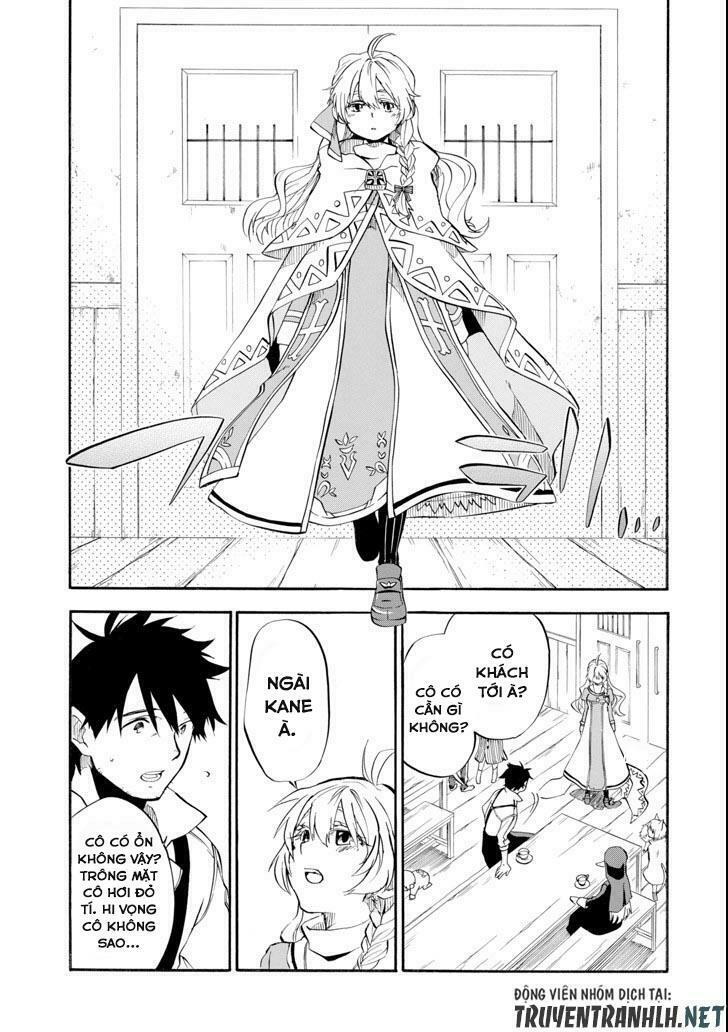 CÓ
KHÁCH
TỚI À?
CÔ CÓ
CẦN GÌ
KHÔNG?
NGÀI
KANE
À.
CÔ CÓ ỔN
KHÔNG VẬY?
TRÔNG MẶT
CÔ HƠI ĐỎ
TÍ. HI VỌNG
CÔ KHÔNG
SAO...
ĐỘNG VIÊN NHÓM DỊCH TẠI:
TRUYENTRANHLH.NET